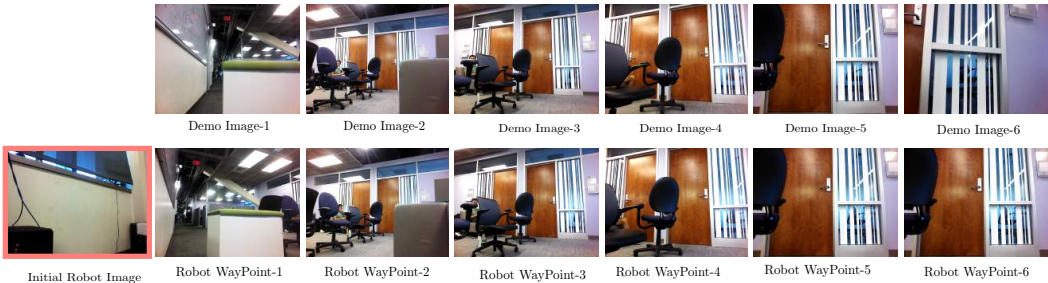 Demo Image-1
Demo Image-2
Demo Image-3
Demo Image-4
Demo Image-5
Demo Image-6
Initial Robot Image
Robot WayPoint-1
Robot WayPoint-2
Robot WayPoint-3
Robot WayPoint-4
Robot WayPoint-5
Robot WayPoint-6